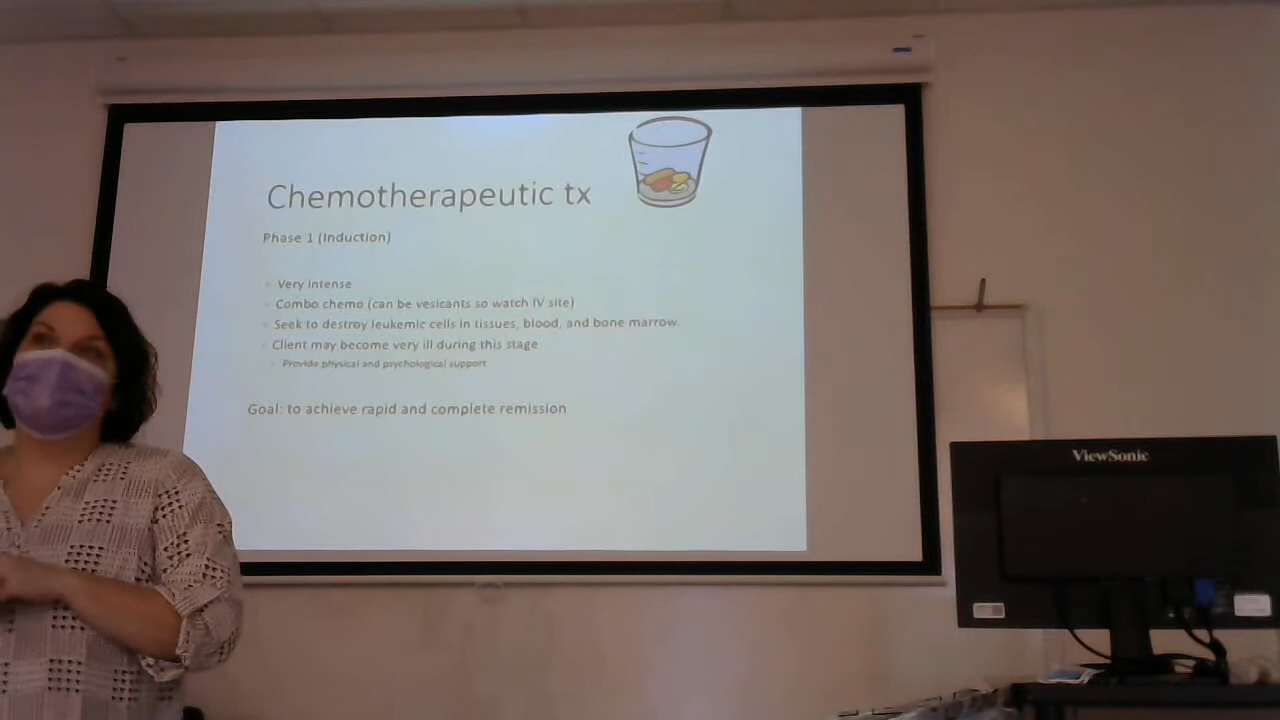 Chemotherapeutic tx
Phase 1 (Induction)
Very intense
Combo chemo (can be vesicants so watch IV site)
Seek to destroy leukemic cells in tissues, blood, and bone marrow.
Client may become very ill during this stage
Provide physical and psychological support
Goal: to achieve rapid and complete remission
ViewSonic